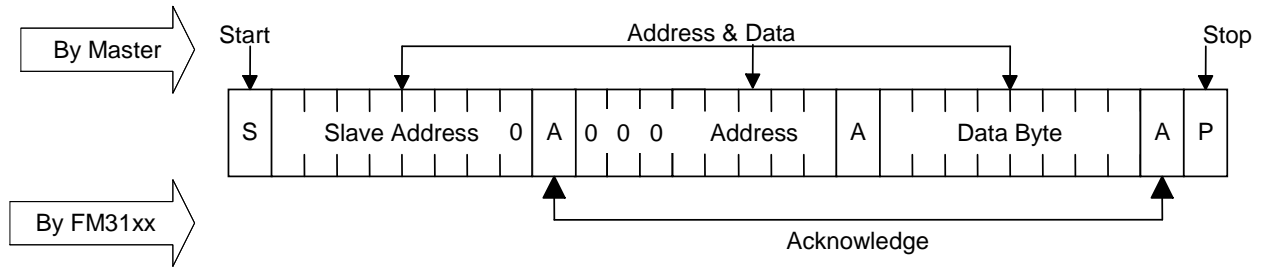 Start
Address & Data
Stop
By Master
S Slave Address 0 A 0 0 0 Address A Data Byte A P
By FM31xx
Acknowledge